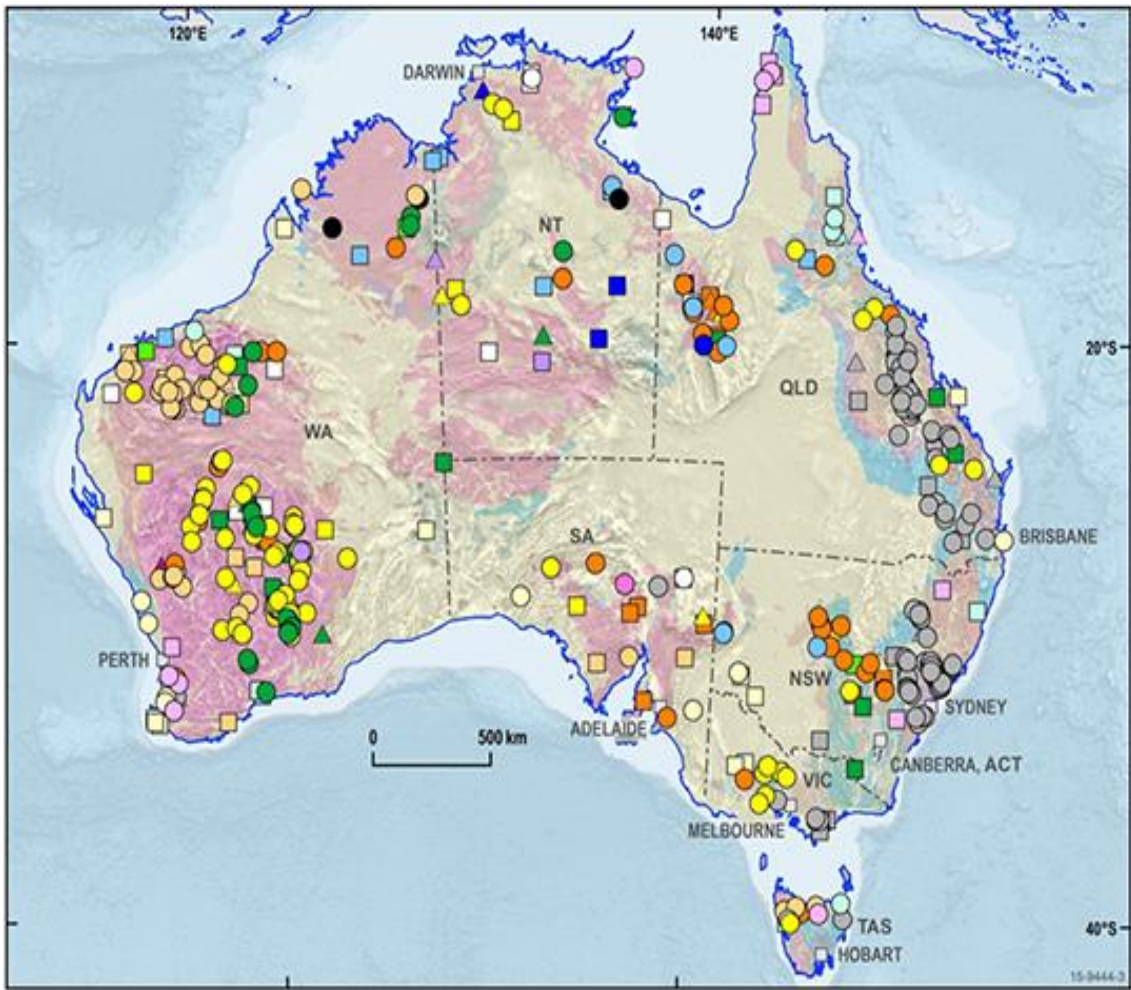 120°E
140°E
DARWIN
NT
20°S
QLD
WA
SA
BRISBANE
PERTH
NSW
SYDNEY
ADELAIDE
0 500 km
CANBERRA, ACT
VIC
MELBOURNE
TAS
40°S
HOBART
15-9444-3